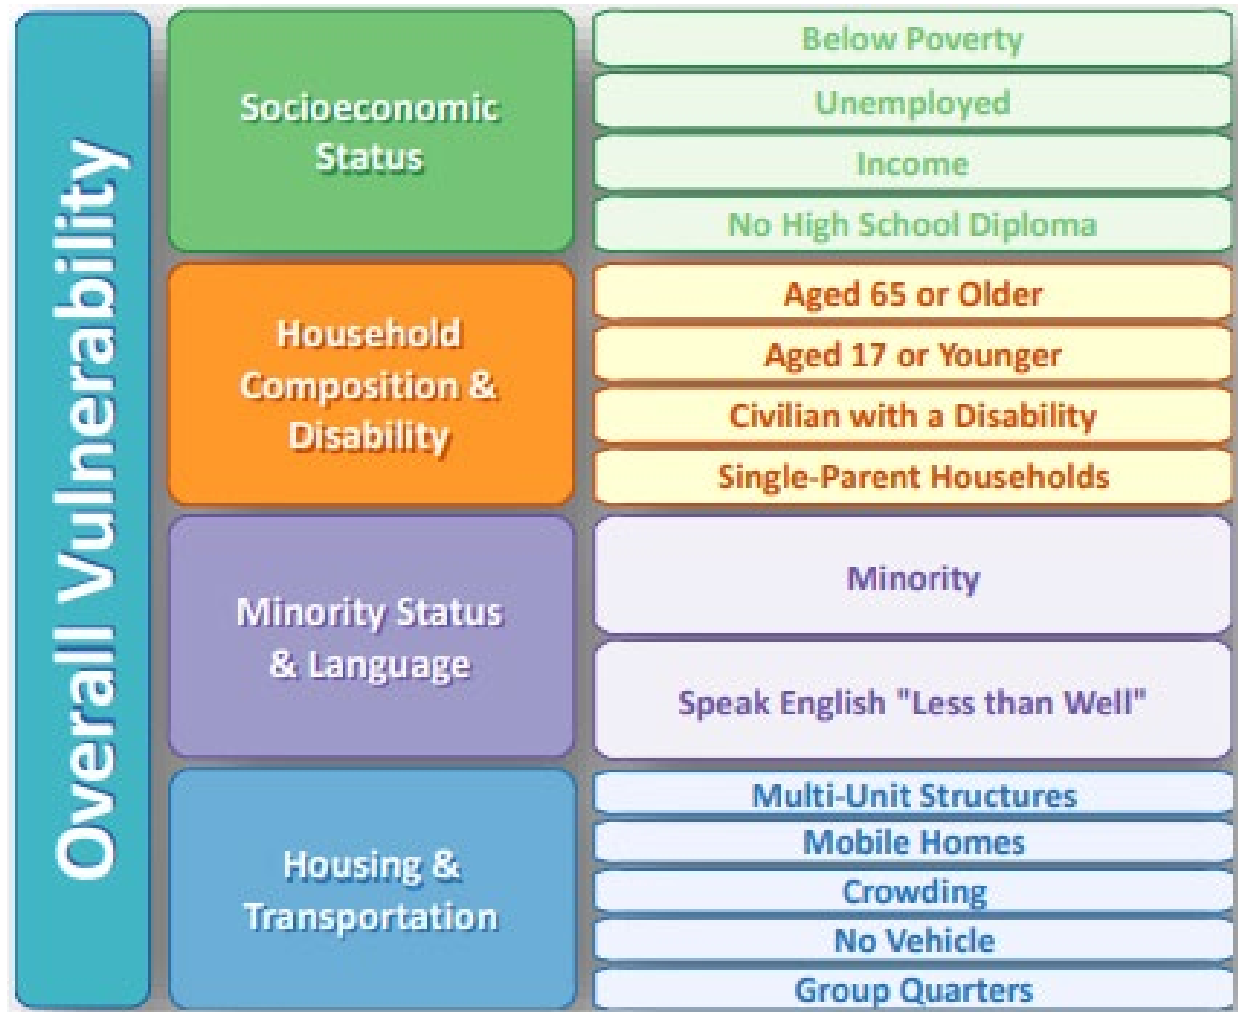 Overall Vulnerability
Socioeconomic
Status
Below Poverty
Unemployed
Income
No High School Diploma
Household
Composition &
Disability
Aged 65 or Older
Aged 17 or Younger
Civilian with a Disability
Single-Parent Households
Minority Status
& Language
Minority
Speak English "Less than Well"
Housing &
Transportation
Multi-Unit Structures
Mobile Homes
Crowding
No Vehicle
Group Quarters